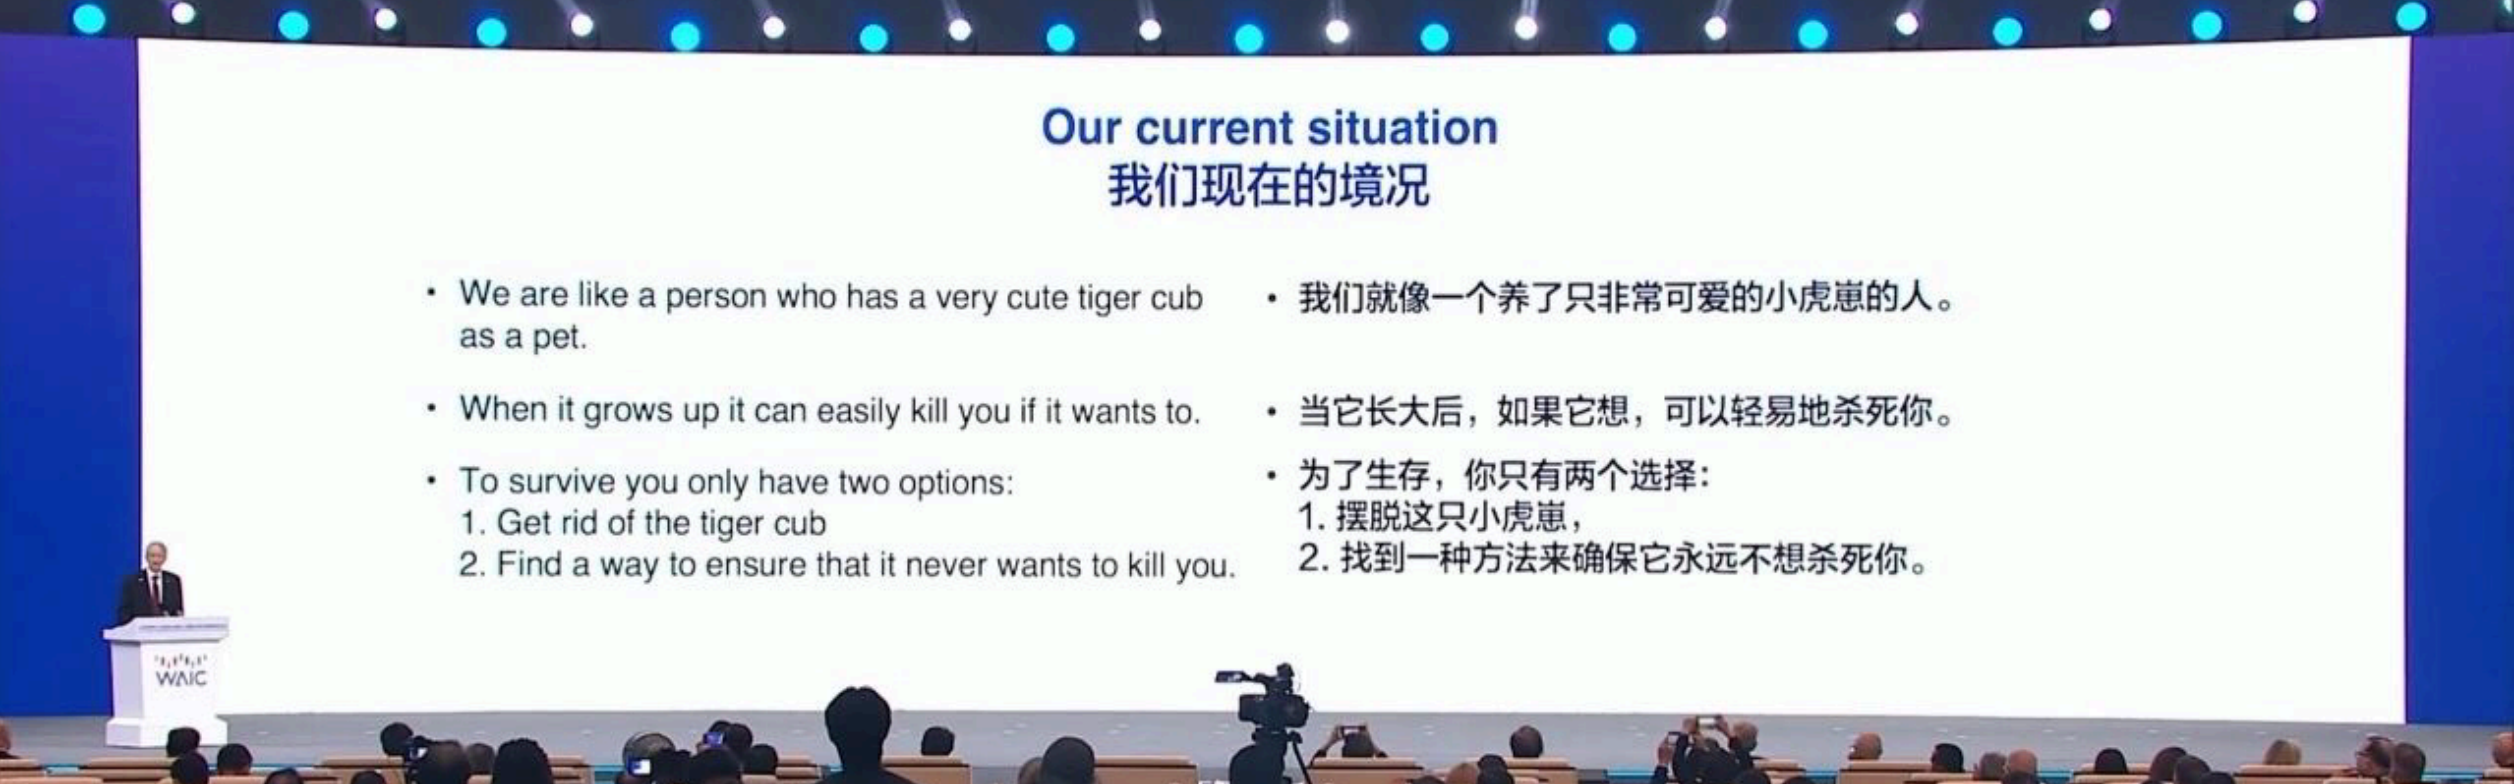 Our current situation
我们现在的境况
• We are like a person who has a very cute tiger cub
as a pet.
• When it grows up it can easily kill you if it wants to.
• To survive you only have two options:
1. Get rid of the tiger cub
2. Find a way to ensure that it never wants to kill you.
• 我们就像一个养了只非常可爱的小虎崽的人。
• 当它长大后，如果它想，可以轻易地杀死你。
• 为了生存，你只有两个选择：
1. 摆脱这只小虎崽，
2. 找到一种方法来确保它永远不想杀死你。
WAIC